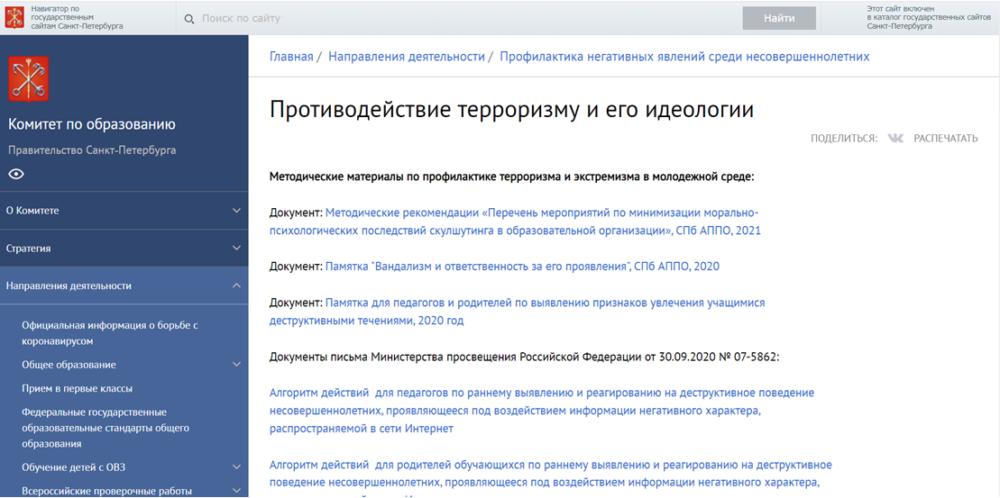 Навигатор по
государственным
сайтам Санкт-Петербурга
Поиск по сайту
Найти
Этот сайт включен
в каталог государственных сайтов
Санкт-Петербурга
Комитет по образованию
Правительство Санкт-Петербурга
О Комитете
Стратегия
Направления деятельности
Официальная информация о борьбе с
коронавирусом
Общее образование
Прием в первые классы
Федеральные государственные
образовательные стандарты общего
образования
Обучение детей с ОВЗ
Всероссийские проверочные работы
Главная / Направления деятельности / Профилактика негативных явлений среди несовершеннолетних
Противодействие терроризму и его идеологии
ПОДЕЛИТЬСЯ: РАСПЕЧАТАТЬ
Методические материалы по профилактике терроризма и экстремизма в молодежной среде:
Документ: Методические рекомендации «Перечень мероприятий по минимизации морально-
психологических последствий скулшутинга в образовательной организации», СПб АППО, 2021
Документ: Памятка "Вандализм и ответственность за его проявления", СПб АППО, 2020
Документ: Памятка для педагогов и родителей по выявлению признаков увлечения учащимися
деструктивными течениями, 2020 год
Документы письма Министерства просвещения Российской Федерации от 30.09.2020 № 07-5862:
Алгоритм действий для педагогов по раннему выявлению и реагированию на деструктивное поведение
несовершеннолетних, проявляющееся под воздействием информации негативного характера,
распространяемой в сети Интернет
Алгоритм действий для родителей обучающихся по раннему выявлению и реагированию на деструктивное
поведение несовершеннолетних, проявляющееся под воздействием информации негативного характера,